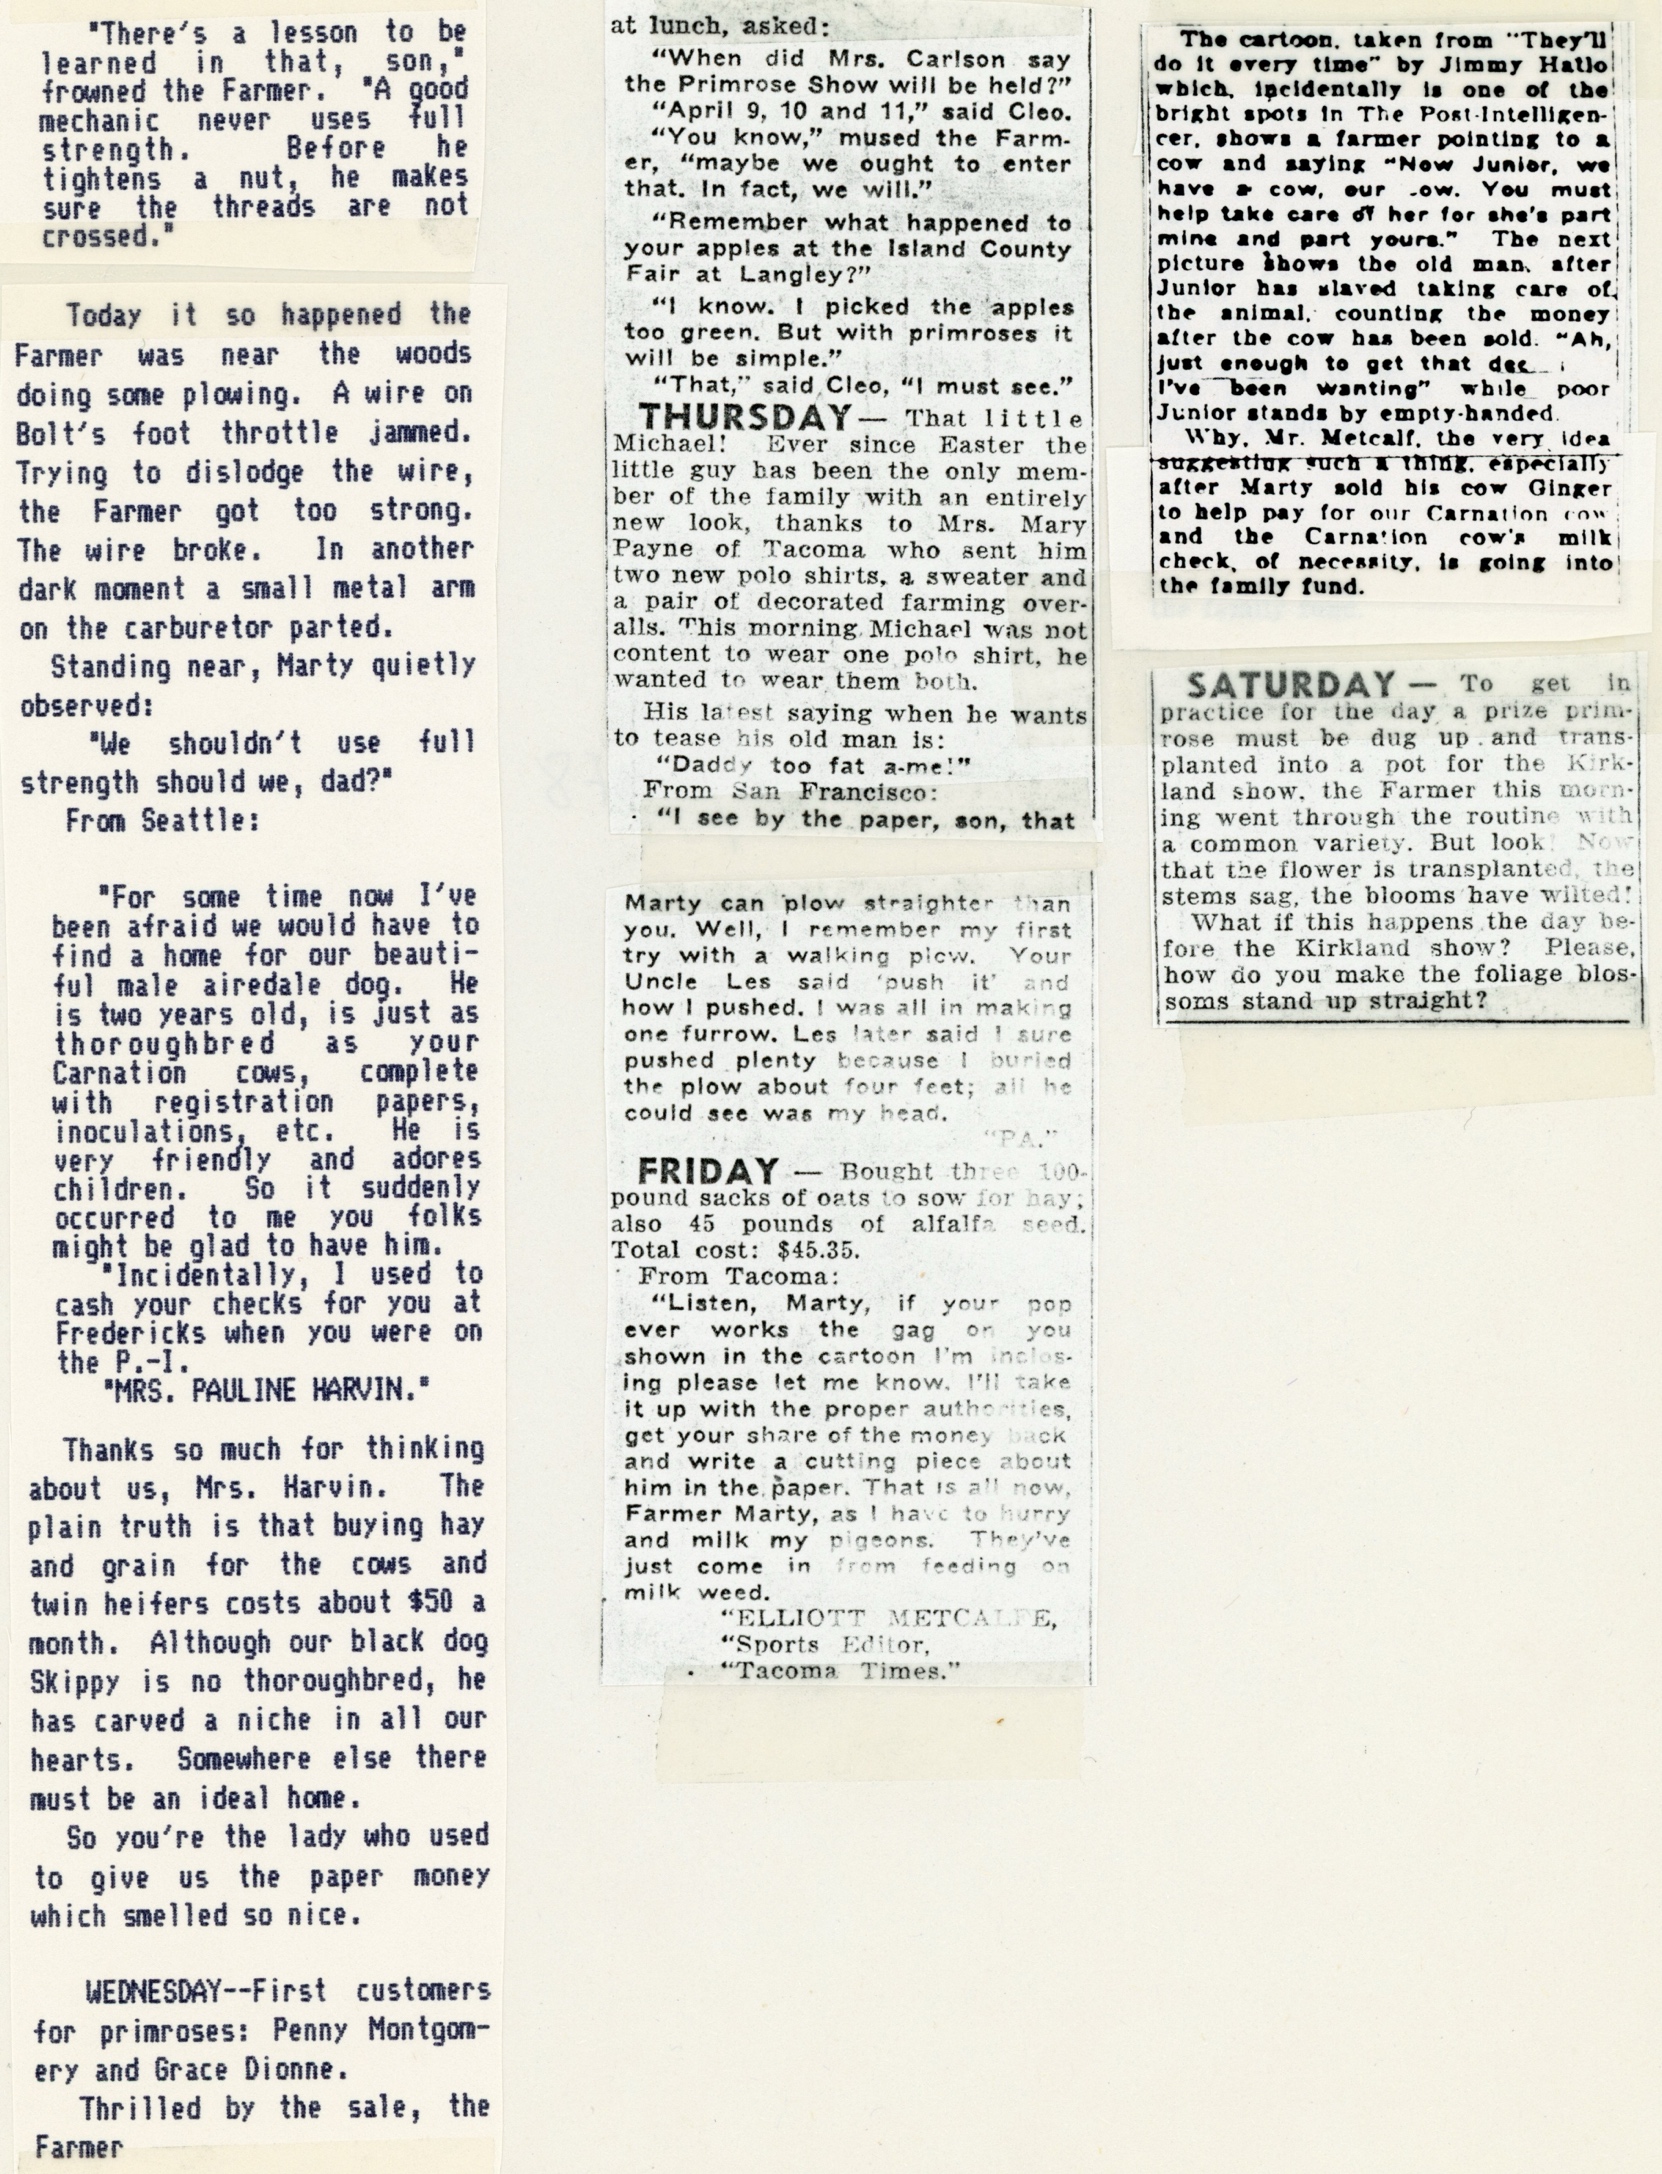 "There's a lesson to be
learned in that, son,"
frowned the Farmer. "A good
mechanic never uses full
strength. Before he
tightens a nut, he makes
sure the threads are not
crossed."
Today it so happened the
Farmer was near the woods
doing some plowing. A wire on
Bolt's foot throttle jammed.
Trying to dislodge the wire,
the Farmer got too strong.
The wire broke. In another
dark moment a small metal arm
on the carburetor parted.
Standing near, Marty quietly
observed:
"We shouldn't use full
strength should we, dad?"
From Seattle:
"For some time now I've
been afraid we would have to
find a home for our beauti-
ful male airedale dog. He
is two years old, is just as
thoroughbred as your
Carnation cows, complete
with registration papers,
inoculations, etc. He is
very friendly and adores
children. So it suddenly
occurred to me you folks
might be glad to have him.
"Incidentally, I used to
cash your checks for you at
Fredericks when you were on
the P.-I.
"MRS. PAULINE HARVIN."
Thanks so much for thinking
about us, Mrs. Harvin. The
plain truth is that buying hay
and grain for the cows and
twin heifers costs about $50 a
month. Although our black dog
Skippy is no thoroughbred, he
has carved a niche in all our
hearts. Somewhere else there
must be an ideal home.
So you're the lady who used
to give us the paper money
which smelled so nice.
WEDNESDAY--First customers
for primroses: Penny Montgom-
ery and Grace Dionne.
Thrilled by the sale, the
Farmer
at lunch, asked:
"When did Mrs. Carlson say
the Primrose Show will be held?"
"April 9, 10 and 11," said Cleo.
"You know," mused the Farm-
er, "maybe we ought to enter
that. In fact, we will."
"Remember what happened to
your apples at the Island County
Fair at Langley?"
"I know. I picked the apples
too green. But with primroses it
will be simple."
"That," said Cleo, "I must see."
THURSDAY— That little
Michael! Ever since Easter the
little guy has been the only mem-
ber of the family with an entirely
new look, thanks to Mrs. Mary
Payne of Tacoma who sent him
two new polo shirts, a sweater and
a pair of decorated farming over-
alls. This morning Michael was not
content to wear one polo shirt, he
wanted to wear them both.
His latest saying when he wants
to tease his old man is:
"Daddy too fat a-me!"
From San Francisco:
"I see by the paper, son, that
Marty can plow straighter than
you. Well, I remember my first
try with a walking plow. Your
Uncle Les said 'push it' and
how I pushed. I was all in making
one furrow. Les later said I sure
pushed plenty because I buried
the plow about four feet; all he
could see was my head.
"PA."
FRIDAY — Bought three 100-
pound sacks of oats to sow for hay;
also 45 pounds of alfalfa seed.
Total cost: $45.35.
From Tacoma:
"Listen, Marty, if your pop
ever works the gag on you
shown in the cartoon I'm inclos-
ing please let me know. I'll take
it up with the proper authorities,
get your share of the money back
and write a cutting piece about
him in the paper. That is all now,
Farmer Marty, as I have to hurry
and milk my pigeons. They've
just come in from feeding on
milk weed.
"ELLIOTT METCALFE,
"Sports Editor,
"Tacoma Times."
The cartoon, taken from "They'll
do it every time" by Jimmy Hatlo
which, incidentally is one of the
bright spots in The Post-Intelligen-
cer, shows a farmer pointing to a
cow and saying "Now Junior, we
have a cow, our .ow. You must
help take care of her for she's part
mine and part yours." The next
picture shows the old man, after
Junior has slaved taking care of
the animal, counting the money
after the cow has been sold. "Ah,
just enough to get that
I've been wanting" while poor
Junior stands by empty-handed.
Why, Mr. Metcalf, the very idea
suggesting such a thing, especially
after Marty sold his cow Ginger
to help pay for our Carnation cow
and the Carnation cow's milk
check, of necessity, is going into
the family fund.
SATURDAY — To get in
practice for the day a prize prim-
rose must be dug up and trans-
planted into a pot for the Kirk-
land show, the Farmer this morn-
ing went through the routine with
a common variety. But look! Now
that the flower is transplanted, the
stems sag, the blooms have wilted!
What if this happens the day be-
fore the Kirkland show? Please,
how do you make the foliage blos-
soms stand up straight?